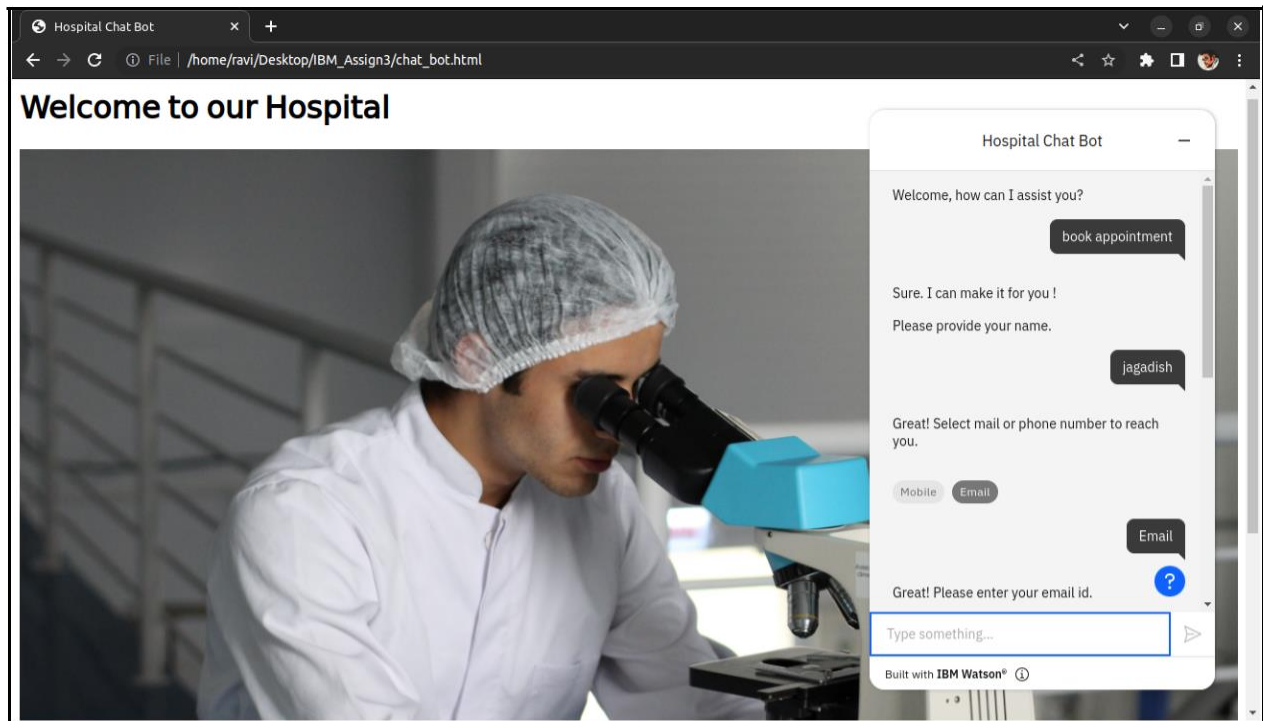 Hospital Chat Bot
File | /home/ravi/Desktop/IBM_Assign3/chat_bot.html
Welcome to our Hospital
Hospital Chat Bot
Welcome, how can I assist you?
book appointment
Sure. I can make it for you !
Please provide your name.
jagadish
Great! Select mail or phone number to reach
you.
Mobile Email
Email
Great! Please enter your email id.
?
Type something...
Built with IBM Watson®